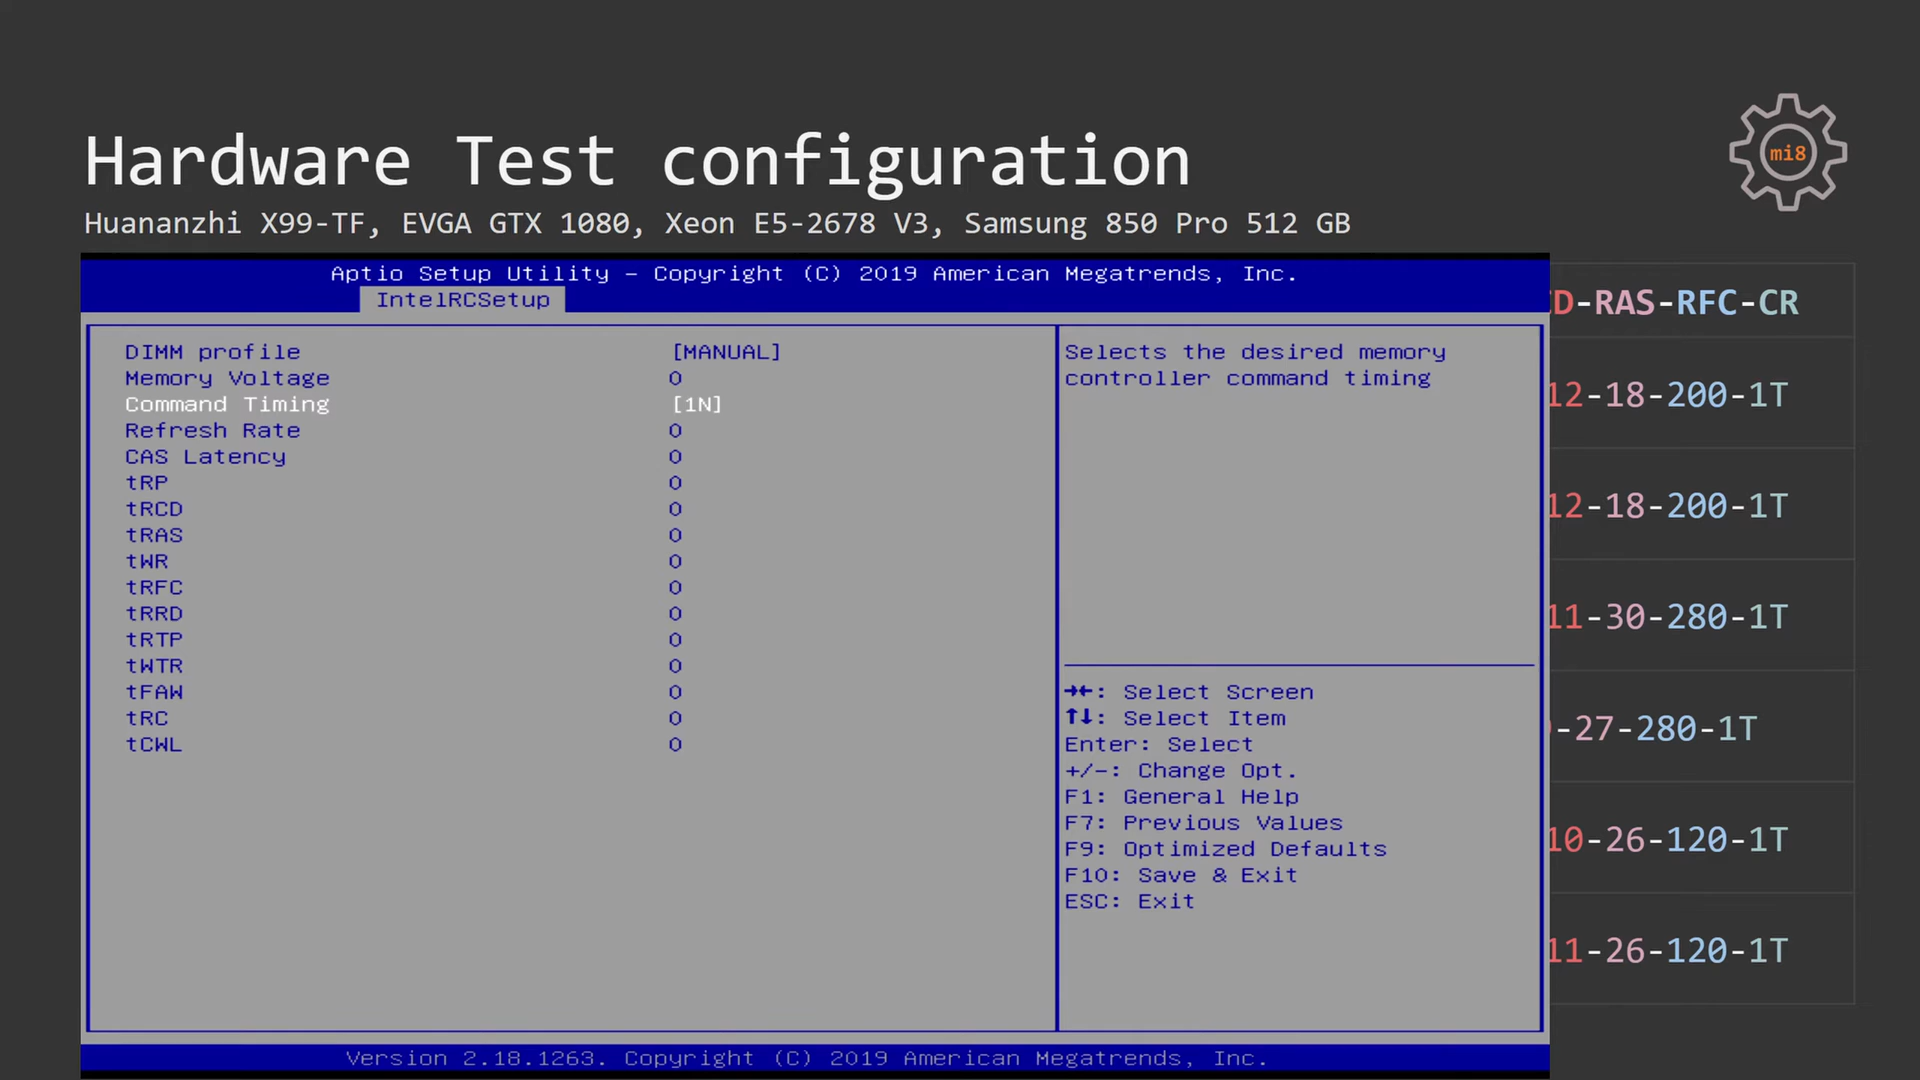 Hardware Test configuration
mi8
Huananzhi X99-TF, EVGA GTX 1080, Xeon E5-2678 V3, Samsung 850 Pro 512 GB
Aptio Setup Utility – Copyright (C) 2019 American Megatrends, Inc.
IntelRCSetup
DIMM profile [MANUAL]
Memory Voltage 0
Command Timing [1N]
Refresh Rate 0
CAS Latency 0
tRP 0
tRCD 0
tRAS 0
tWR 0
tRFC 0
tRRD 0
tRTP 0
tWTR 0
tFAW 0
tRC 0
tCWL 0
Selects the desired memory
controller command timing
→←: Select Screen
↑↓: Select Item
Enter: Select
+/-: Change Opt.
F1: General Help
F7: Previous Values
F9: Optimized Defaults
F10: Save & Exit
ESC: Exit
Version 2.18.1263. Copyright (C) 2019 American Megatrends, Inc.
D-RAS-RFC-CR
12-18-200-1T
12-18-200-1T
11-30-280-1T
-27-280-1T
10-26-120-1T
11-26-120-1T